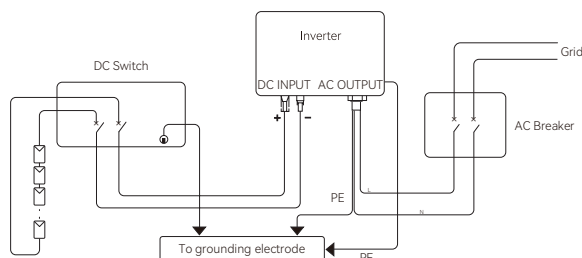 Inverter
Grid
DC Switch
DC INPUT
AC OUTPUT
+
−
AC Breaker
L
PE
N
To grounding electrode
PE